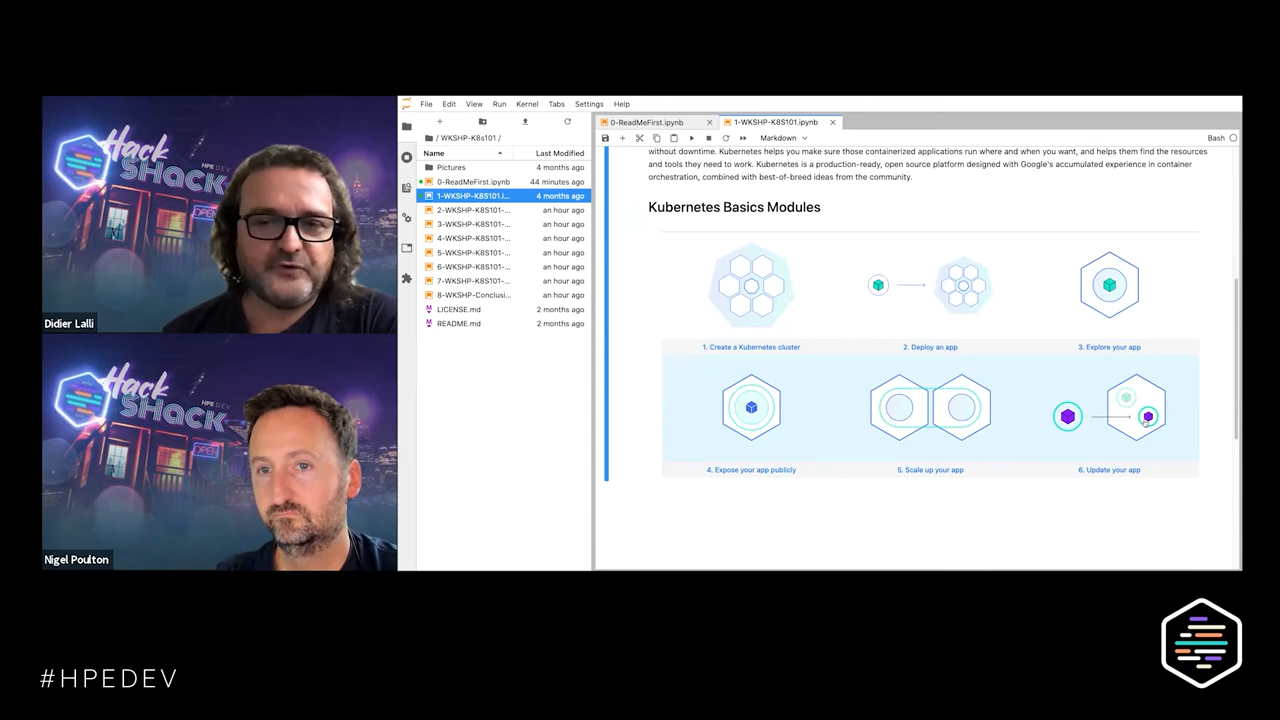 Hack
SHACK
HPE DEV
OPEN
Didier Lalli
Hack
SHACK
HPE DEV
OPEN
Nigel Poulton
File Edit View Run Kernel Tabs Settings Help
/ WKSHP-K8s101 /
Name Last Modified
Pictures 4 months ago
0-ReadMeFirst.ipynb 44 minutes ago
1-WKSHP-K8S101.i... 4 months ago
2-WKSHP-K8S101-... an hour ago
3-WKSHP-K8S101-... an hour ago
4-WKSHP-K8S101-... an hour ago
5-WKSHP-K8S101-... an hour ago
6-WKSHP-K8S101-... an hour ago
7-WKSHP-K8S101-... an hour ago
8-WKSHP-Conclusi... an hour ago
LICENSE.md 2 months ago
README.md 2 months ago
0-ReadMeFirst.ipynb
1-WKSHP-K8S101.ipynb
Markdown
Bash
without downtime. Kubernetes helps you make sure those containerized applications run where and when you want, and helps them find the resources
and tools they need to work. Kubernetes is a production-ready, open source platform designed with Google's accumulated experience in container
orchestration, combined with best-of-breed ideas from the community.
Kubernetes Basics Modules
1. Create a Kubernetes cluster
2. Deploy an app
3. Explore your app
4. Expose your app publicly
5. Scale up your app
6. Update your app
#HPEDEV